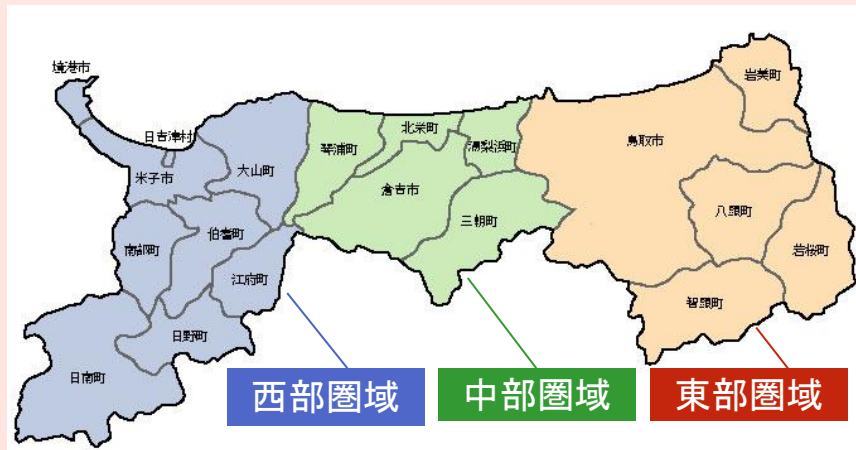 境港市
岩美町
日吉津村
北栄町
鳥取市
琴浦町
湯梨浜町
大山町
米子市
倉吉市
八頭町
三朝町
伯耆町
南部町
若桜町
江府町
智頭町
日野町
日南町
西部圏域
中部圏域
東部圏域